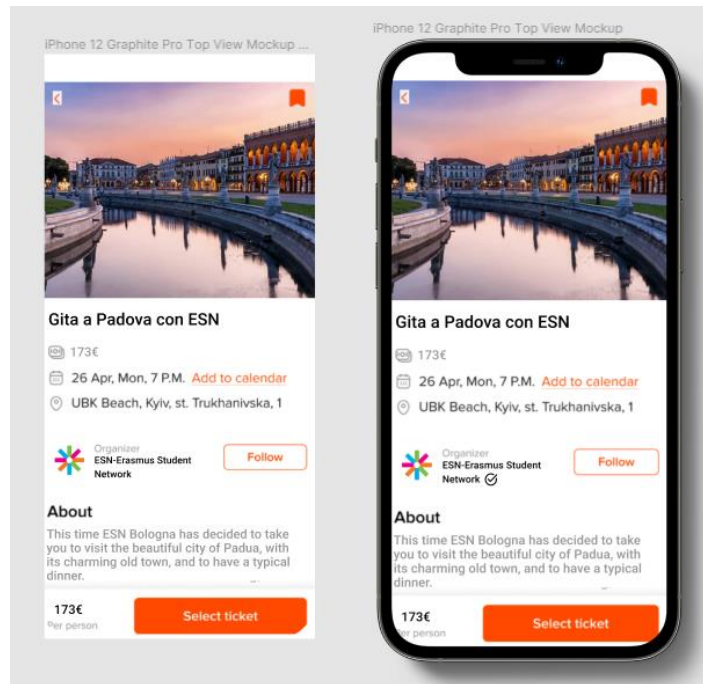 iPhone 12 Graphite Pro Top View Mockup ...
Gita a Padova con ESN
173€
26 Apr, Mon, 7 P.M. Add to calendar
UBK Beach, Kyiv, st. Trukhanivska, 1
Organizer
ESN-Erasmus Student
Network
Follow
About
This time ESN Bologna has decided to take
you to visit the beautiful city of Padua, with
its charming old town, and to have a typical
dinner.
173€
Per person
Select ticket
iPhone 12 Graphite Pro Top View Mockup
Gita a Padova con ESN
173€
26 Apr, Mon, 7 P.M. Add to calendar
UBK Beach, Kyiv, st. Trukhanivska, 1
Organizer
ESN-Erasmus Student
Network
Follow
About
This time ESN Bologna has decided to take
you to visit the beautiful city of Padua, with
its charming old town, and to have a typical
dinner.
173€
Per person
Select ticket